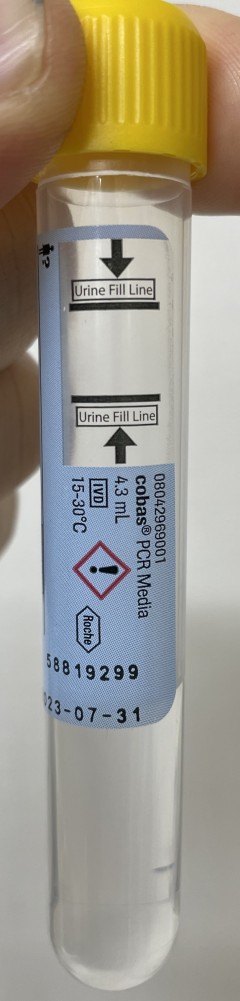 Urine Fill Line
Urine Fill Line
08042969001
cobas® PCR Media
4.3 mL
IVD
15-30°C
Roche
58819299
023-07-31